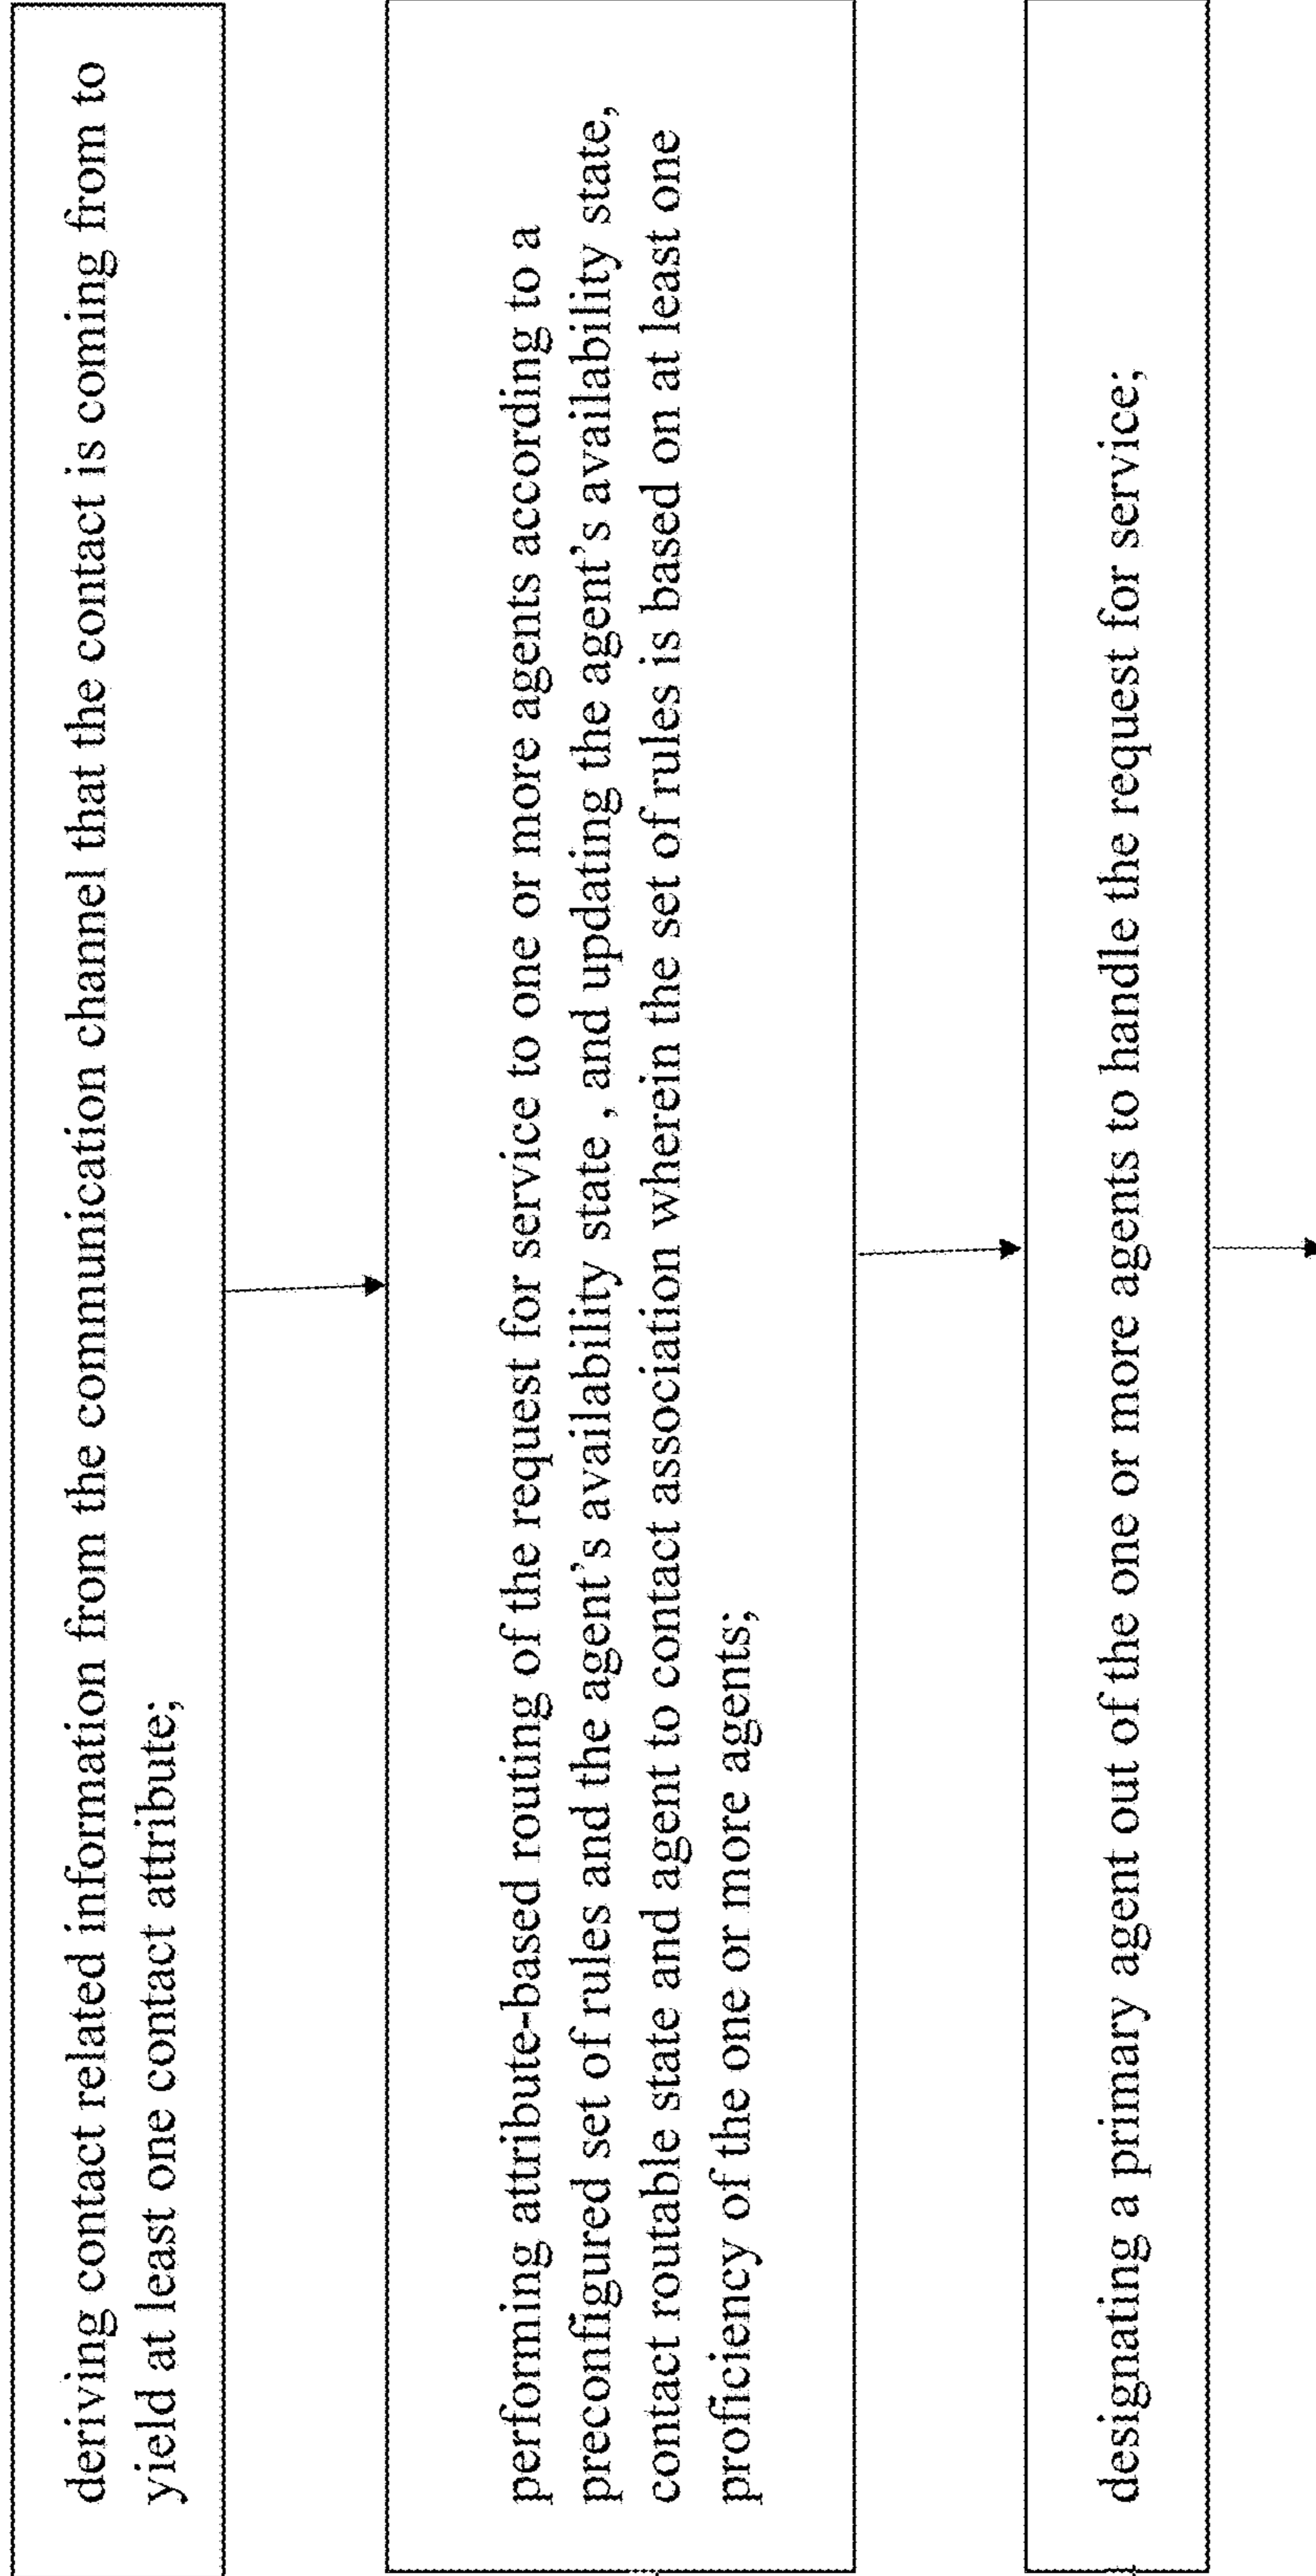 deriving contact related information from the communication channel that the contact is coming from to
yield at least one contact attribute;
performing attribute-based routing of the request for service to one or more agents according to a
preconfigured set of rules and the agent's availability state , and updating the agent's availability state,
contact routable state and agent to contact association wherein the set of rules is based on at least one
proficiency of the one or more agents;
designating a primary agent out of the one or more agents to handle the request for service;